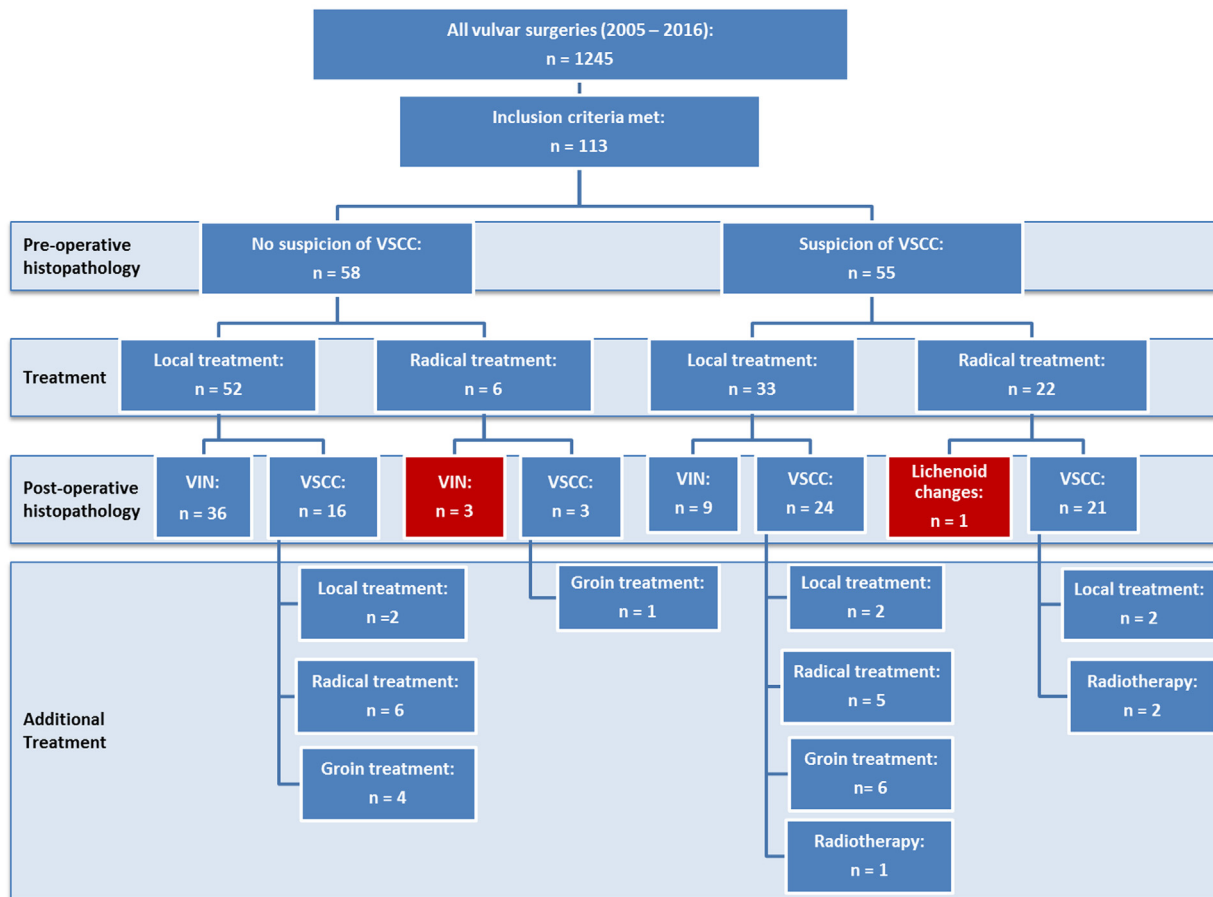 All vulvar surgeries (2005 – 2016):
n = 1245
Inclusion criteria met:
n = 113
Pre-operative
histopathology
No suspicion of VSCC:
n = 58
Suspicion of VSCC:
n = 55
Treatment
Local treatment:
n = 52
Radical treatment:
n = 6
Local treatment:
n = 33
Radical treatment:
n = 22
Post-operative
histopathology
VIN:
n = 36
VSCC:
n = 16
VIN:
n = 3
VSCC:
n = 3
VIN:
n = 9
VSCC:
n = 24
Lichenoid
changes:
n = 1
VSCC:
n = 21
Additional
Treatment
Local treatment:
n =2
Radical treatment:
n = 6
Groin treatment:
n = 4
Groin treatment:
n = 1
Local treatment:
n = 2
Radical treatment:
n = 5
Groin treatment:
n= 6
Radiotherapy:
n = 1
Local treatment:
n = 2
Radiotherapy:
n = 2